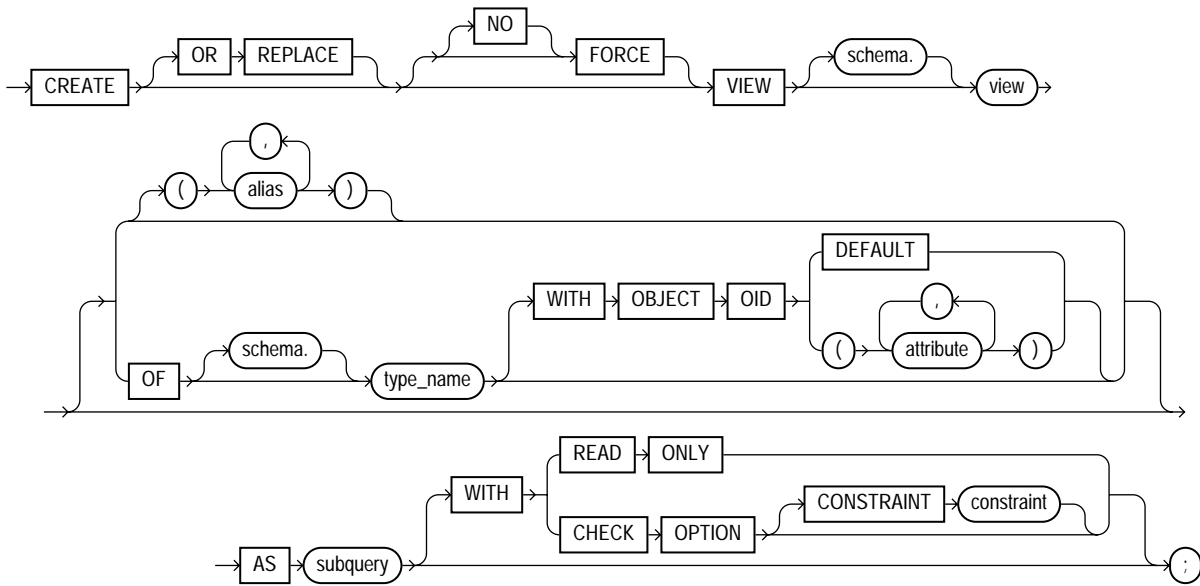 NO
OR REPLACE FORCE schema.
CREATE VIEW view
,
( alias )
DEFAULT
WITH OBJECT OID ,
schema. ( attribute )
OF type_name
READ ONLY
WITH CONSTRAINT constraint
CHECK OPTION
AS subquery ;